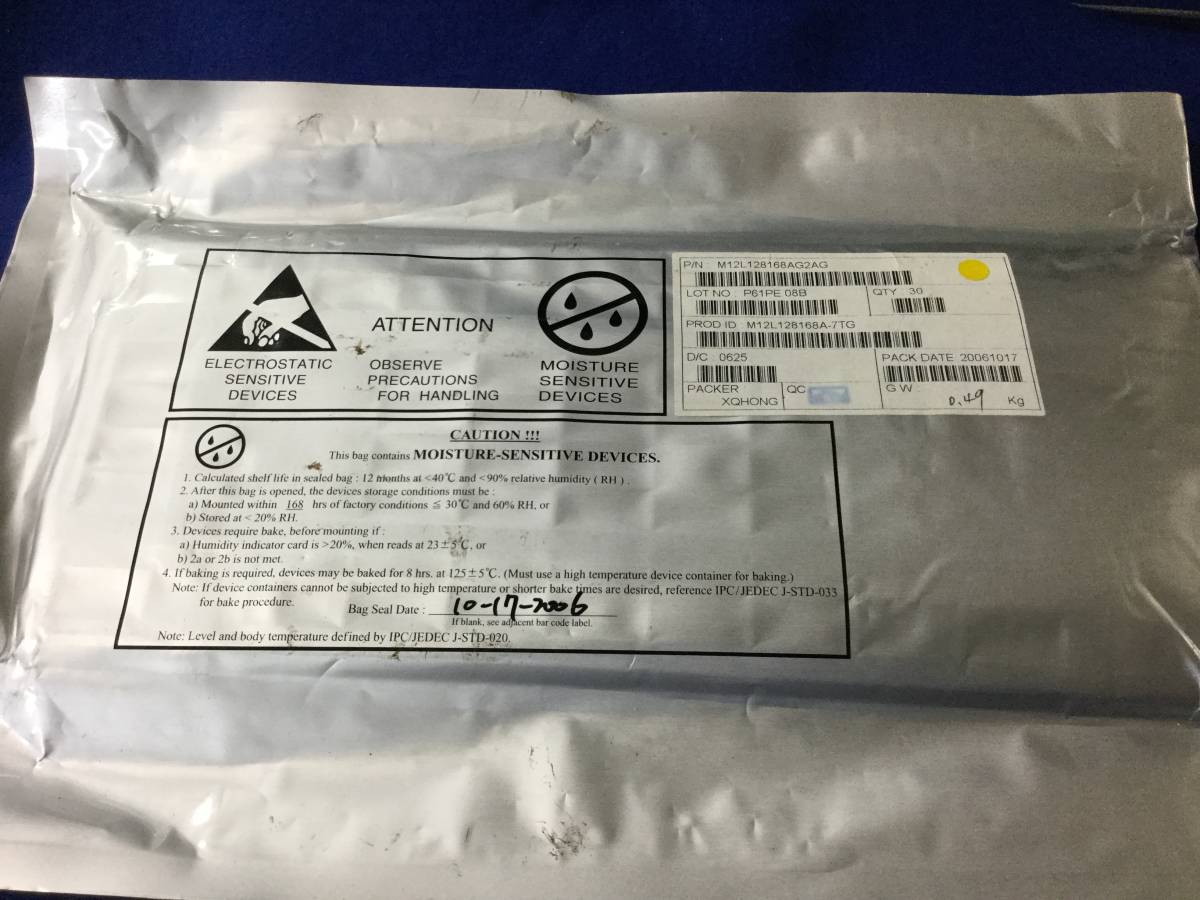 ELECTROSTATIC
SENSITIVE
DEVICES
ATTENTION
OBSERVE
PRECAUTIONS
FOR HANDLING
MOISTURE
SENSITIVE
DEVICES
P/N M12L128168AG2AG
LOT NO : P61PE 08B
QTY : 30
PROD ID : M12L128168A-7TG
D/C : 0625
PACK DATE 20061017
PACKER
XQHONG
QC
G W :
0.49 Kg
CAUTION !!!
This bag contains MOISTURE-SENSITIVE DEVICES.
1. Calculated shelf life in sealed bag : 12 months at <40℃ and <90% relative humidity ( RH ) .
2. After this bag is opened, the devices storage conditions must be :
a) Mounted within 168 hrs of factory conditions ≦ 30℃ and 60% RH, or
b) Stored at < 20% RH.
3. Devices require bake, before mounting if :
a) Humidity indicator card is >20%, when reads at 23±5℃, or
b) 2a or 2b is not met.
4. If baking is required, devices may be baked for 8 hrs. at 125±5℃. (Must use a high temperature device container for baking.)
Note: If device containers cannot be subjected to high temperature or shorter bake times are desired, reference IPC/JEDEC J-STD-033
for bake procedure.
Bag Seal Date : 10-17-2006
If blank, see adjacent bar code label.
Note: Level and body temperature defined by IPC/JEDEC J-STD-020.